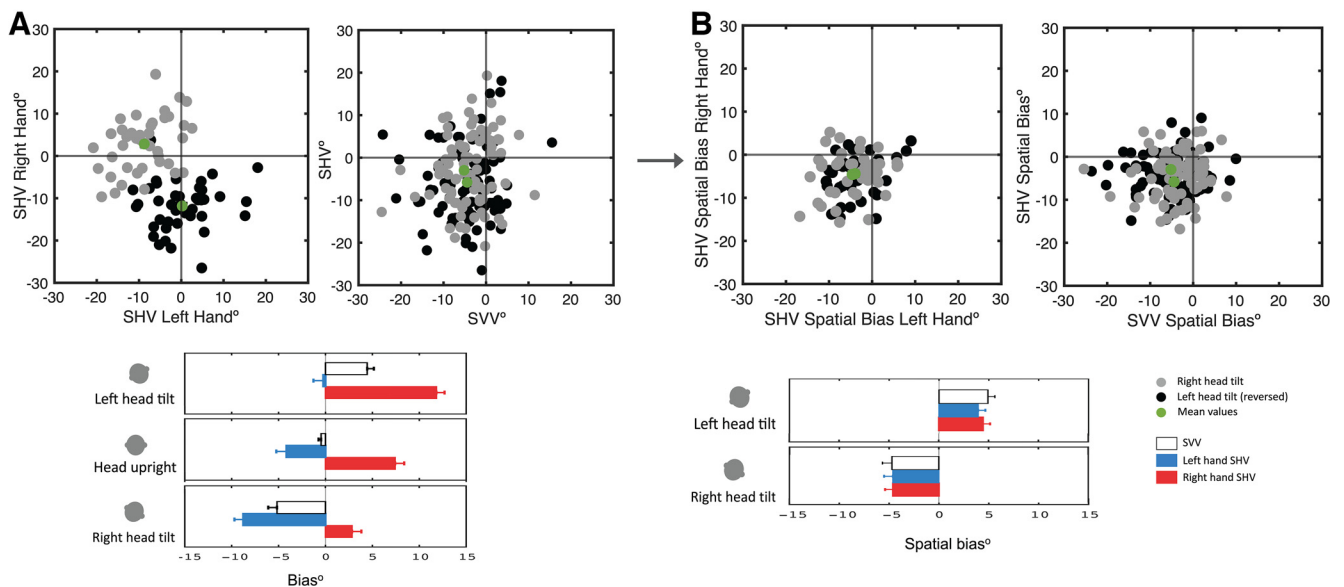 A
30
20
10
0
-10
-20
-30
SHV Right Hand°
-30 -20 -10 0 10 20 30
SHV Left Hand°
30
20
10
0
-10
-20
-30
SHV°
-30 -20 -10 0 10 20 30
SVV°
B
30
20
10
0
-10
-20
-30
SHV Spatial Bias Right Hand°
-30 -20 -10 0 10 20 30
SHV Spatial Bias Left Hand°
30
20
10
0
-10
-20
-30
SHV Spatial Bias°
-30 -20 -10 0 10 20 30
SVV Spatial Bias°
Left head tilt
Head upright
Right head tilt
-15 -10 -5 0 5 10 15
Bias°
Left head tilt
Right head tilt
-15 -10 -5 0 5 10 15
Spatial bias°
Right head tilt
Left head tilt (reversed)
Mean values
SVV
Left hand SHV
Right hand SHV